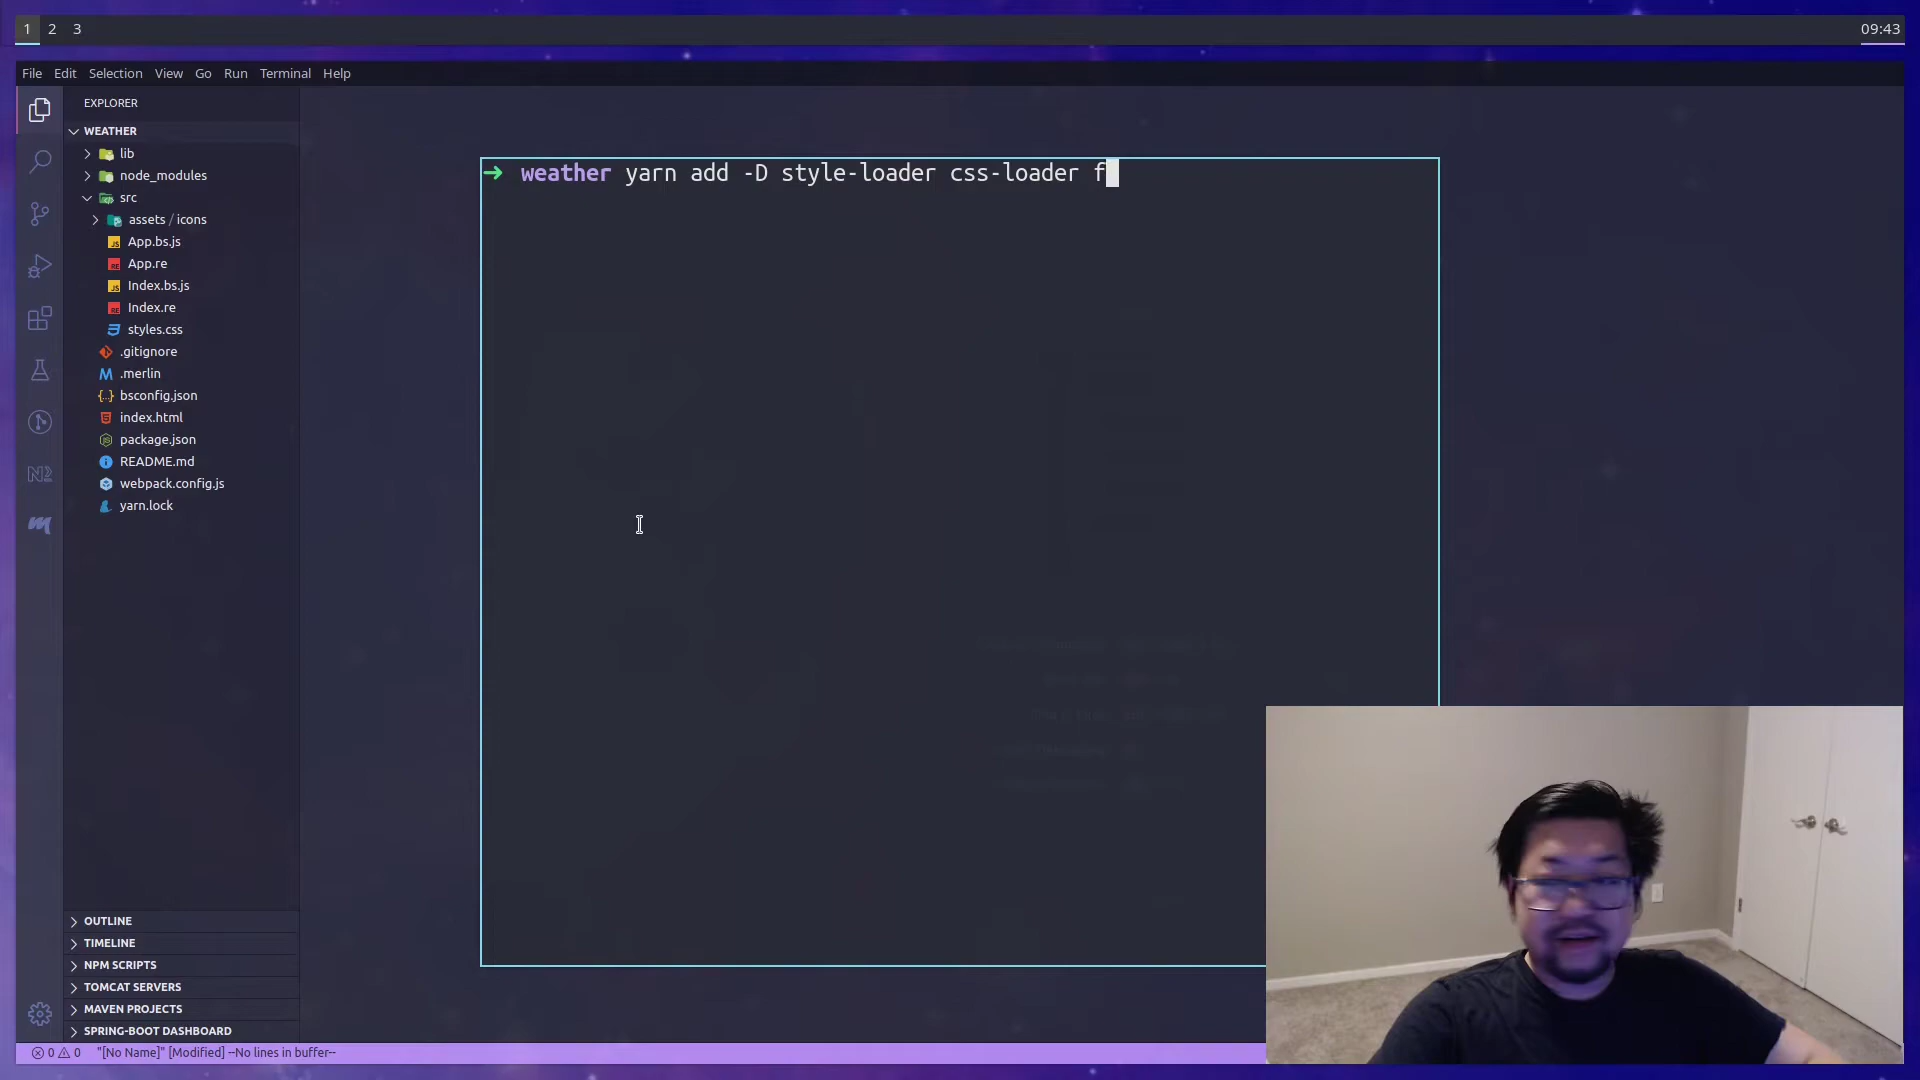 1 2 3
09:43
File Edit Selection View Go Run Terminal Help
EXPLORER
WEATHER
lib
node_modules
src
assets / icons
App.bs.js
App.re
Index.bs.js
Index.re
styles.css
.gitignore
.merlin
bsconfig.json
index.html
package.json
README.md
webpack.config.js
yarn.lock
➜ weather yarn add -D style-loader css-loader f
OUTLINE
TIMELINE
NPM SCRIPTS
TOMCAT SERVERS
MAVEN PROJECTS
SPRING-BOOT DASHBOARD
0 0 "[No Name]" [Modified] --No lines in buffer--